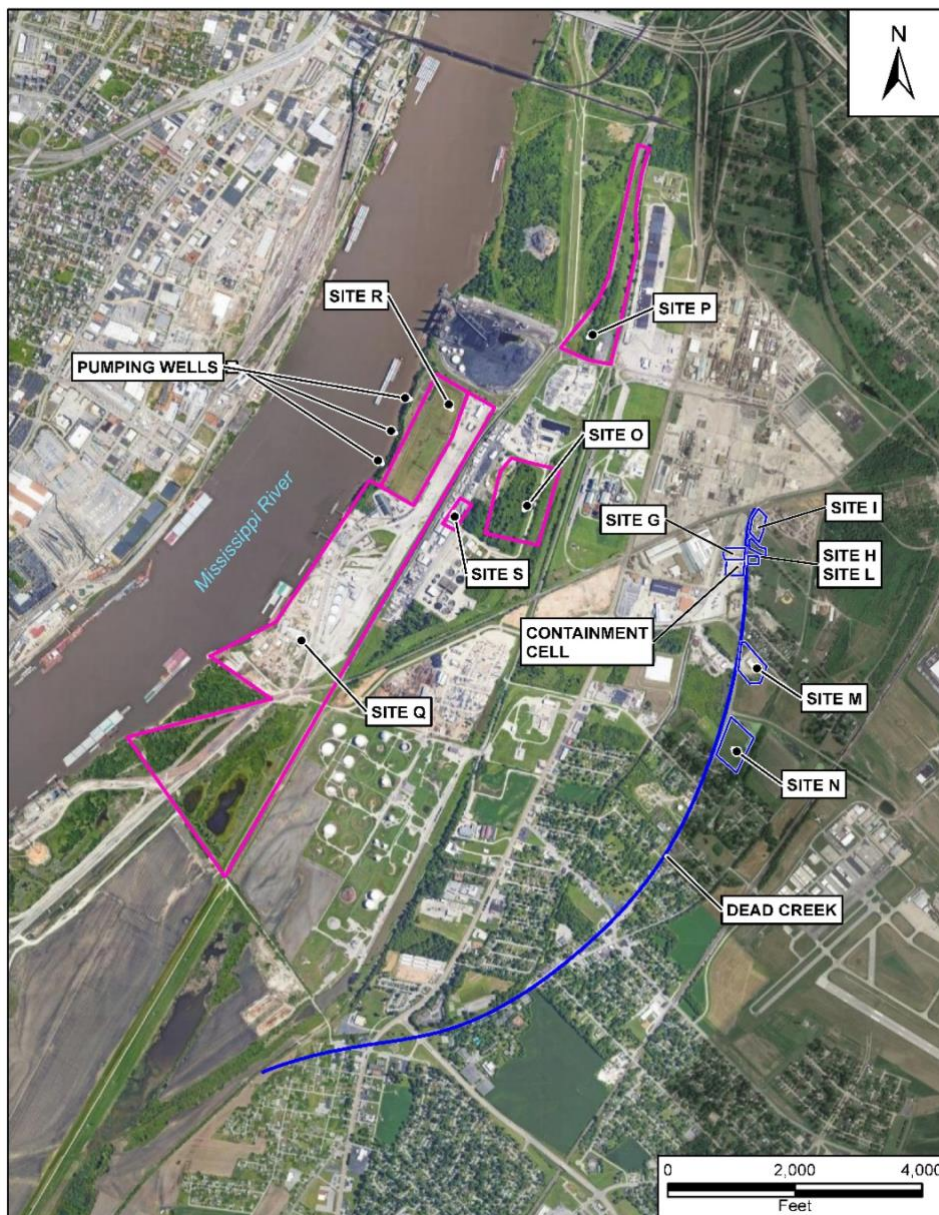 N
SITE R
SITE P
PUMPING WELLS
SITE O
SITE G
SITE I
SITE H
SITE L
SITE S
Mississippi River
CONTAINMENT
CELL
SITE M
SITE Q
SITE N
DEAD CREEK
0 2,000 4,000
Feet